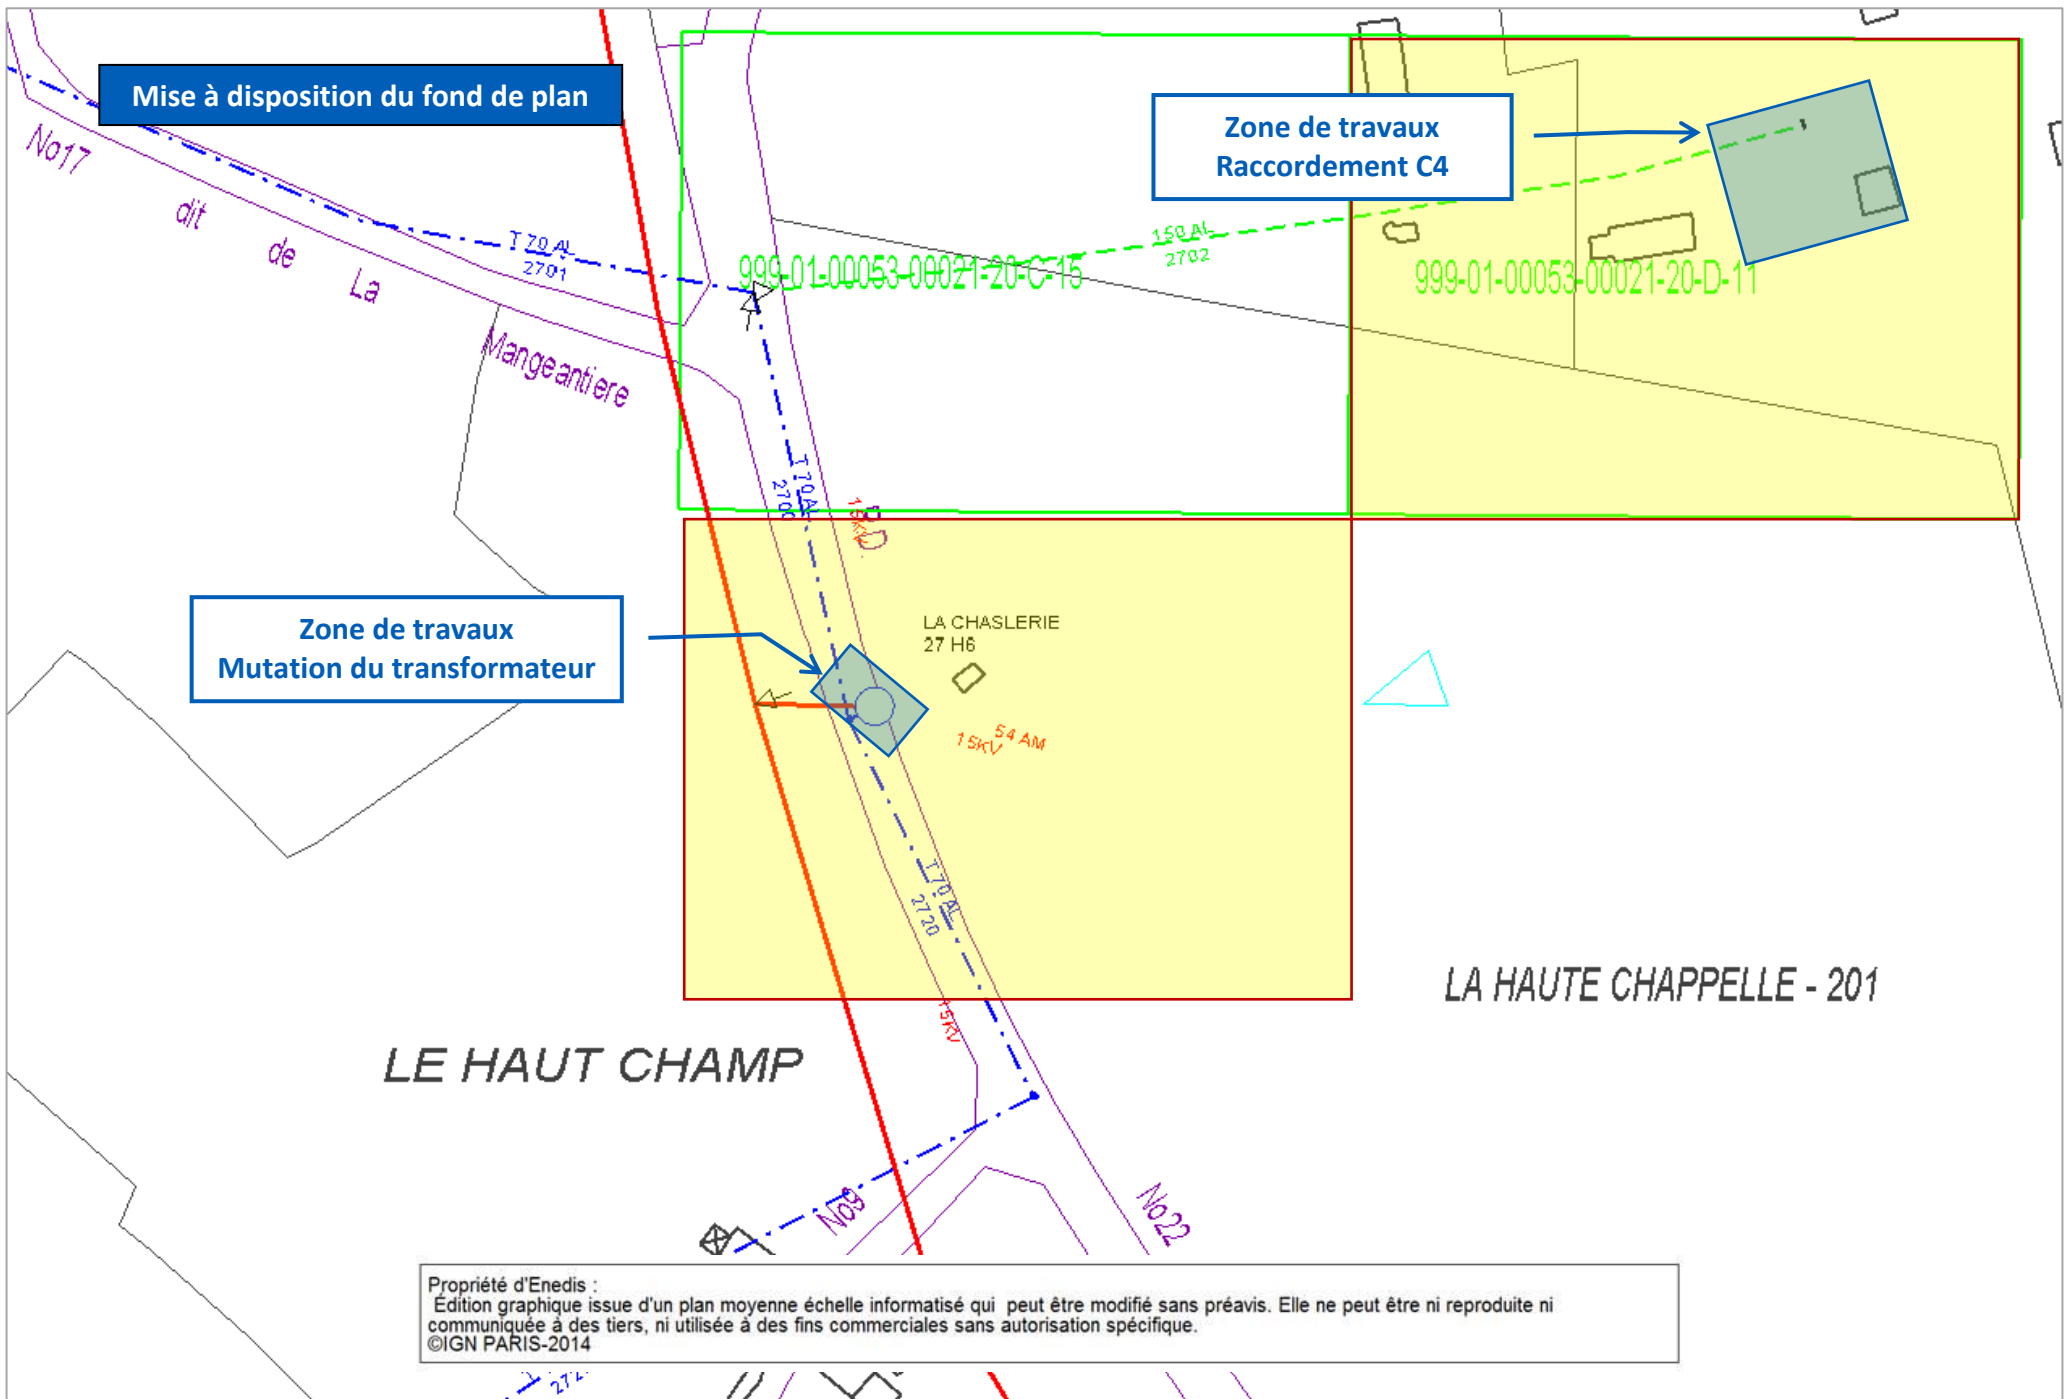 Mise à disposition du fond de plan
Zone de travaux
Raccordement C4
No17
dit
de
La
Mangeantiere
T 70 AL
2701
150 AL
2702
999-01-00053-00021-20-C-15
999-01-00053-00021-20-D-11
T 70 AL
2700
15KV
R.D
Zone de travaux
Mutation du transformateur
LA CHASLERIE
27 H6
54 AM
15KV
T 70 AL
2720
15KV
LA HAUTE CHAPPELLE - 201
LE HAUT CHAMP
No9
No22
Propriété d'Enedis :
Edition graphique issue d'un plan moyenne échelle informatisé qui peut être modifié sans préavis. Elle ne peut être ni reproduite ni
communiquée à des tiers, ni utilisée à des fins commerciales sans autorisation spécifique.
©IGN PARIS-2014